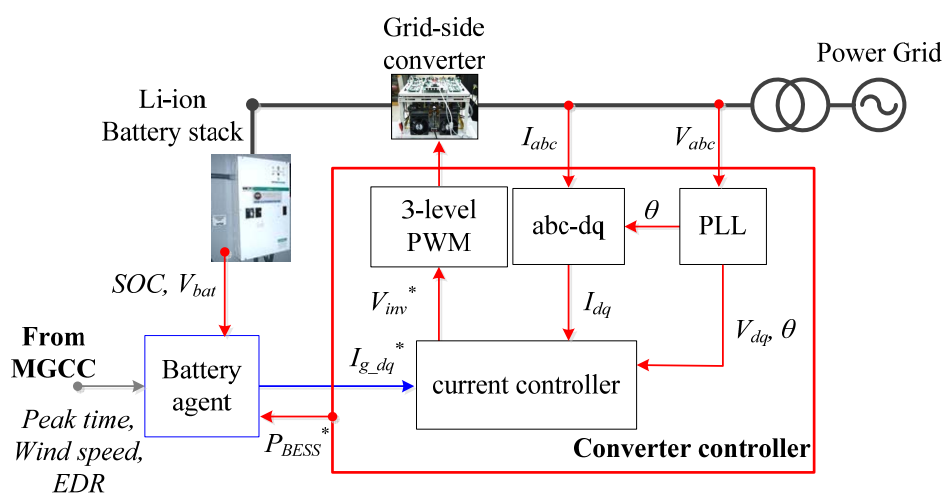 Grid-side
converter
Power Grid
Li-ion
Battery stack
I_abc
V_abc
3-level
PWM
abc-dq
θ
PLL
SOC, V_bat
V_inv*
I_dq
V_dq, θ
From
MGCC
Battery
agent
I_g_dq*
current controller
Peak time,
Wind speed,
EDR
P_BESS*
Converter controller